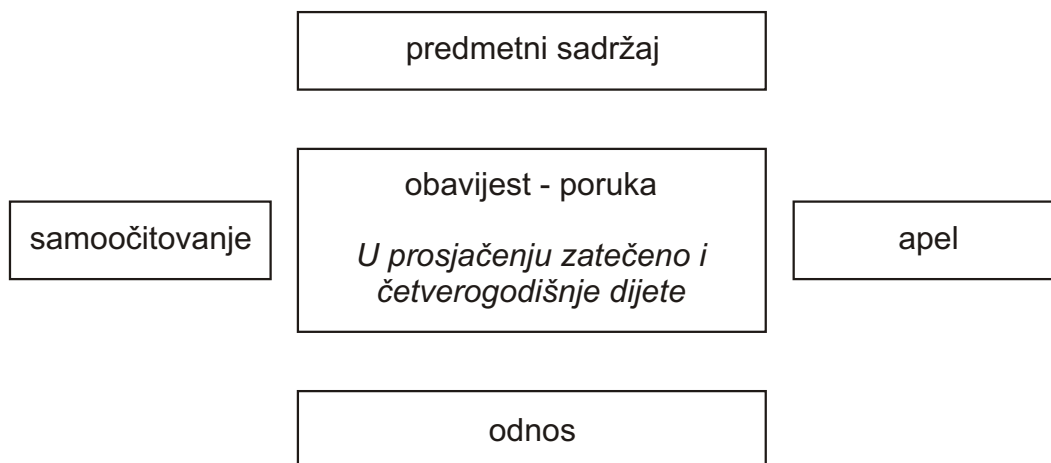 predmetni sadržaj
obavijest - poruka
samoočitovanje
U prosjačenju zatečeno i
četverogodišnje dijete
apel
odnos